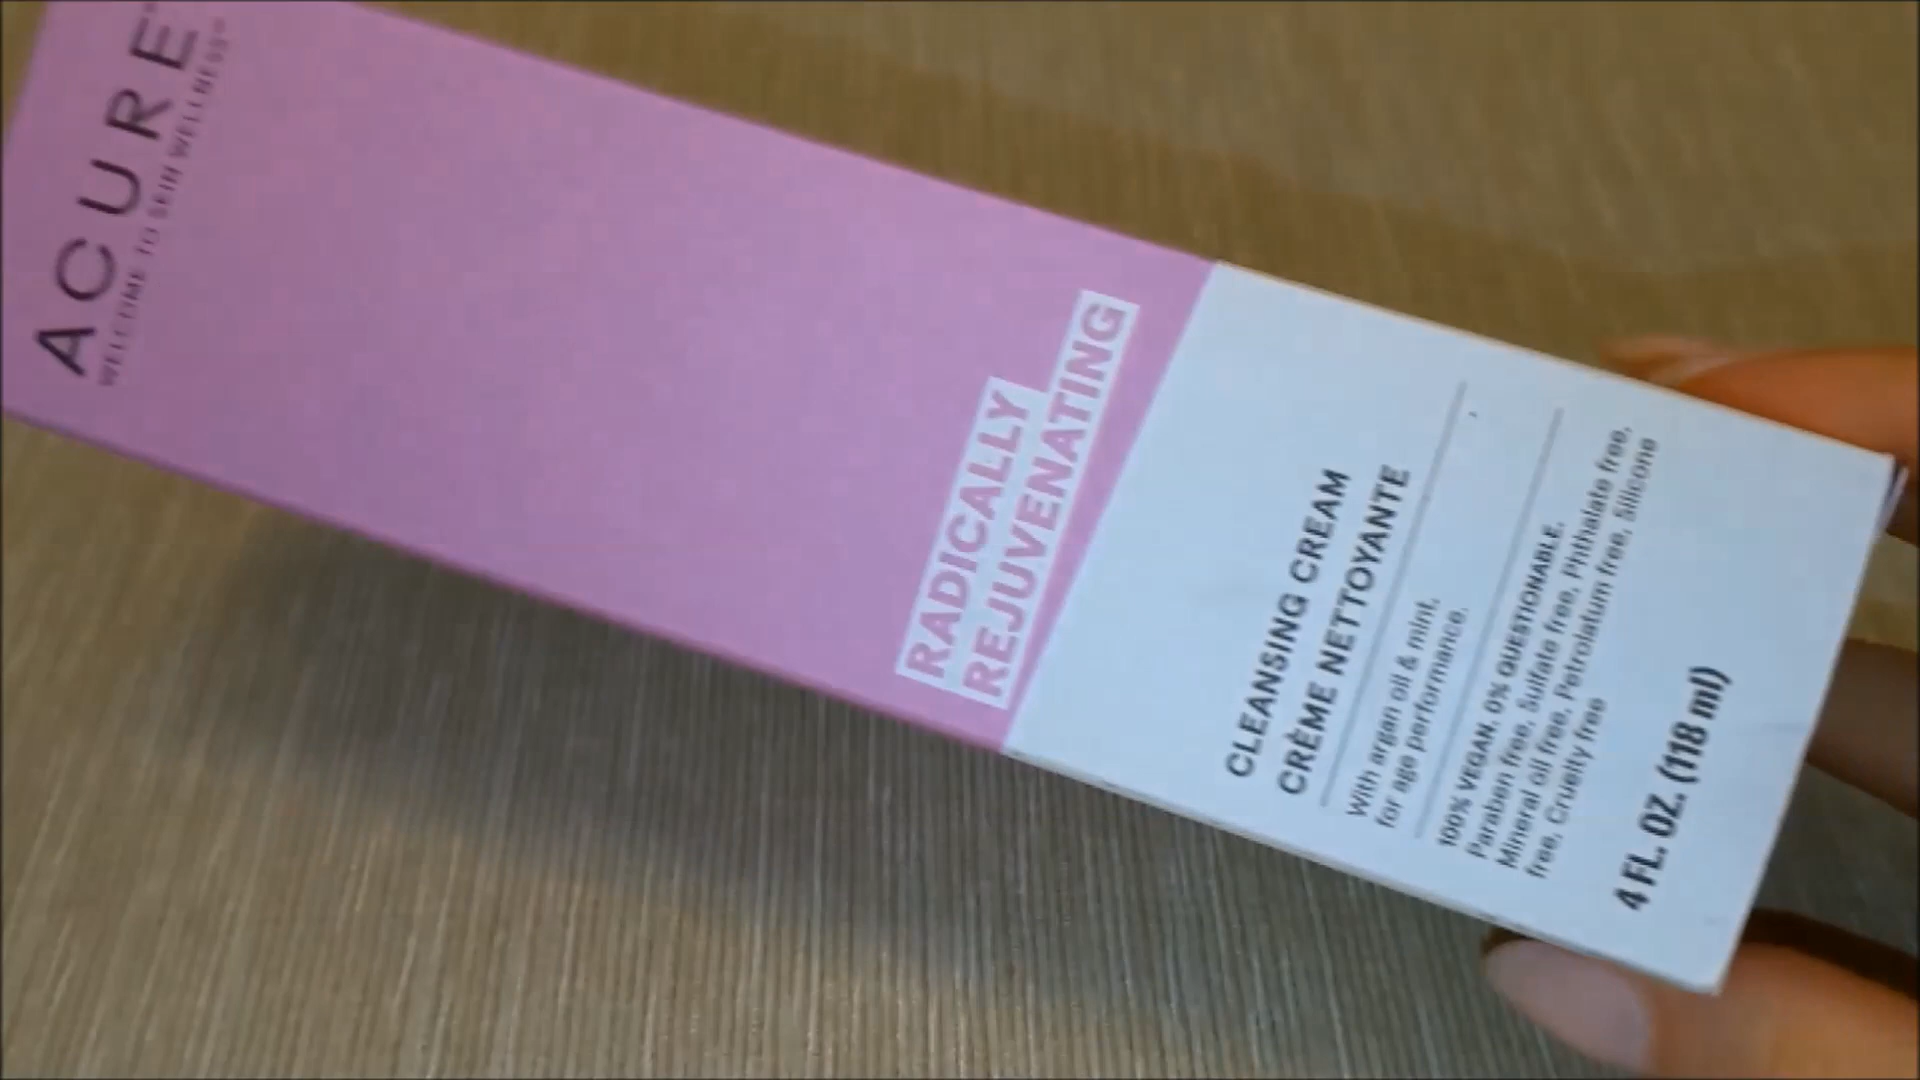 ACURE
WELCOME TO SKIN WELLNESS
RADICALLY
REJUVENATING
CLEANSING CREAM
CRÈME NETTOYANTE
With argan oil & mint,
for age performance.
100% VEGAN. 0% QUESTIONABLE.
Paraben free, Sulfate free, Phthalate free,
Mineral oil free, Petrolatum free, Silicone
free, Cruelty free
4 FL. OZ. (118 ml)